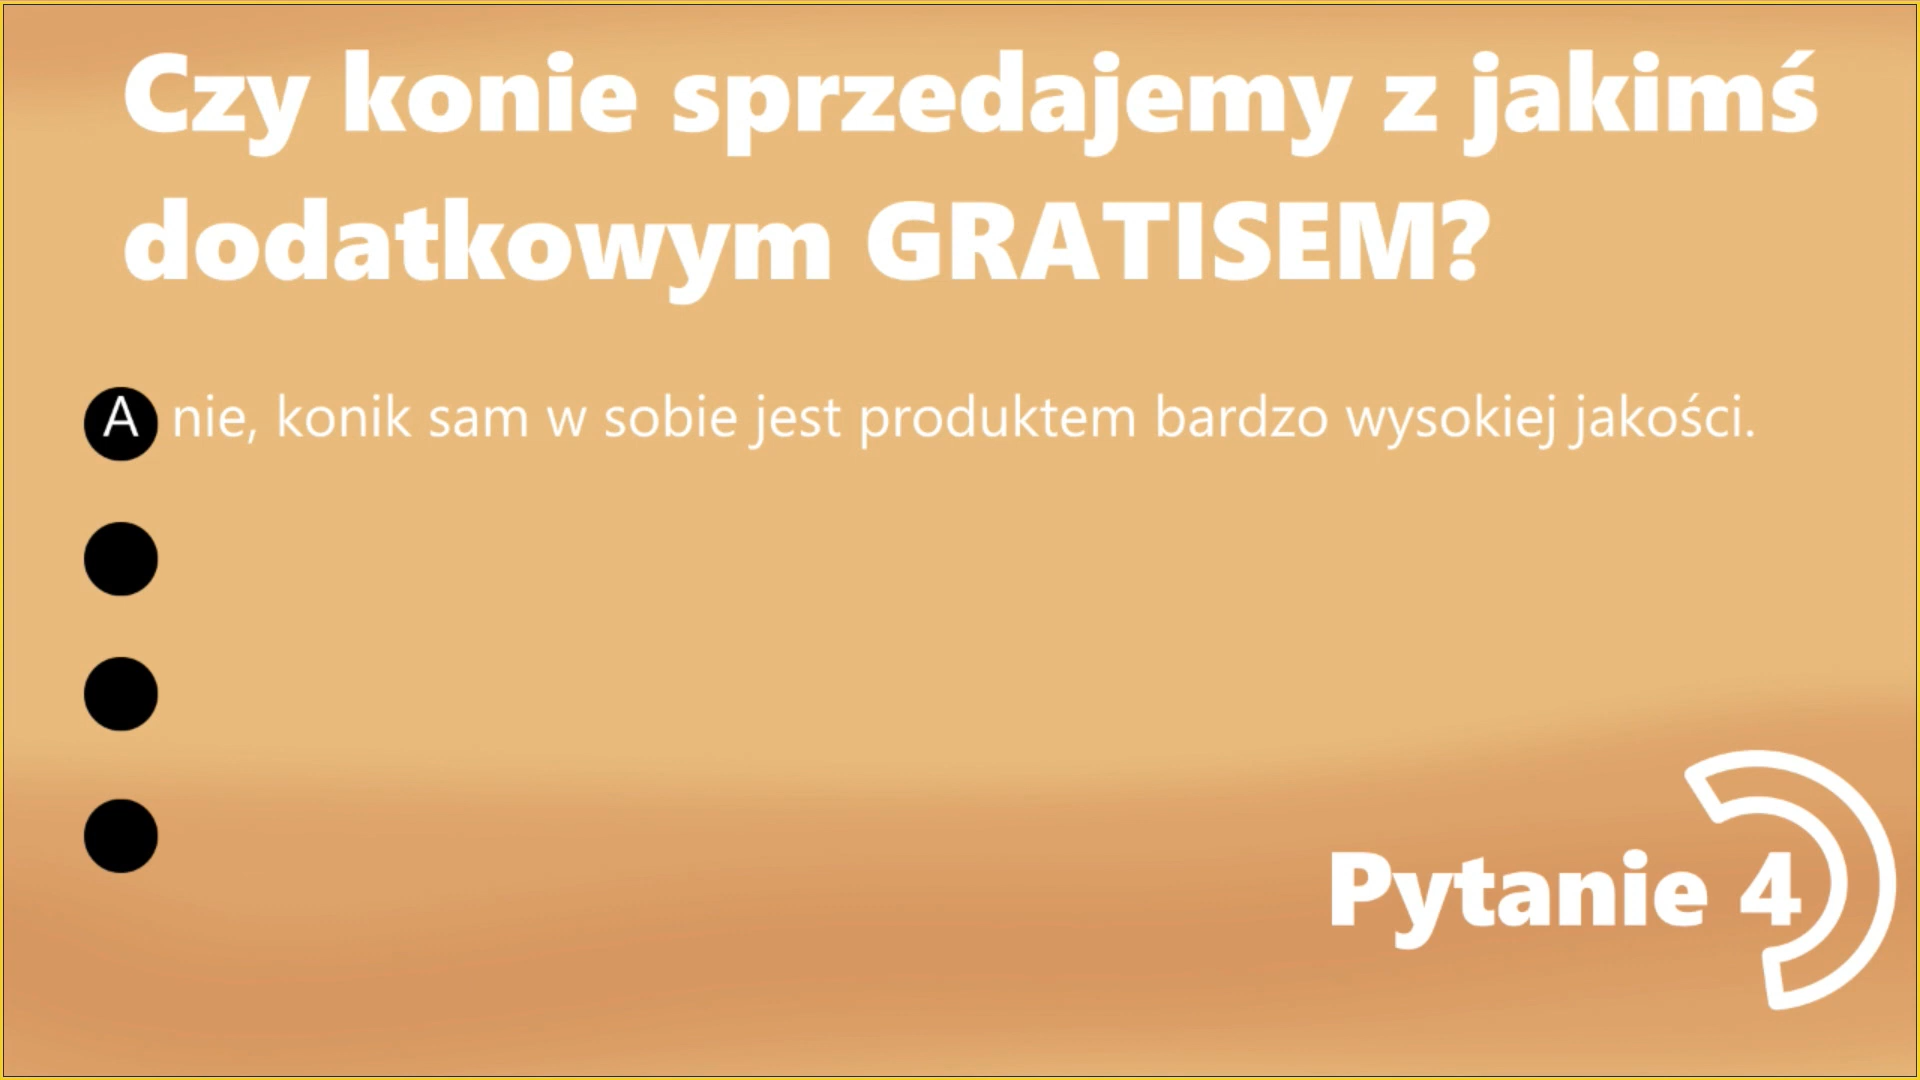 Czy konie sprzedajemy z jakimś
dodatkowym GRATISEM?
A nie, konik sam w sobie jest produktem bardzo wysokiej jakości.
Pytanie 4